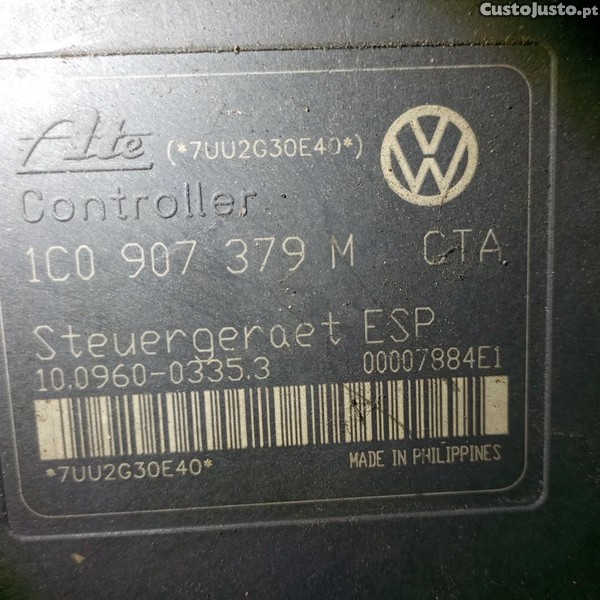 CustoJusto.pt
Ate (*7UU2G30E40*)
Controller
1C0 907 379 M CTA
Steuergeraet ESP
10.0960-0335.3 00007884E1
*7UU2G30E40* MADE IN PHILIPPINES